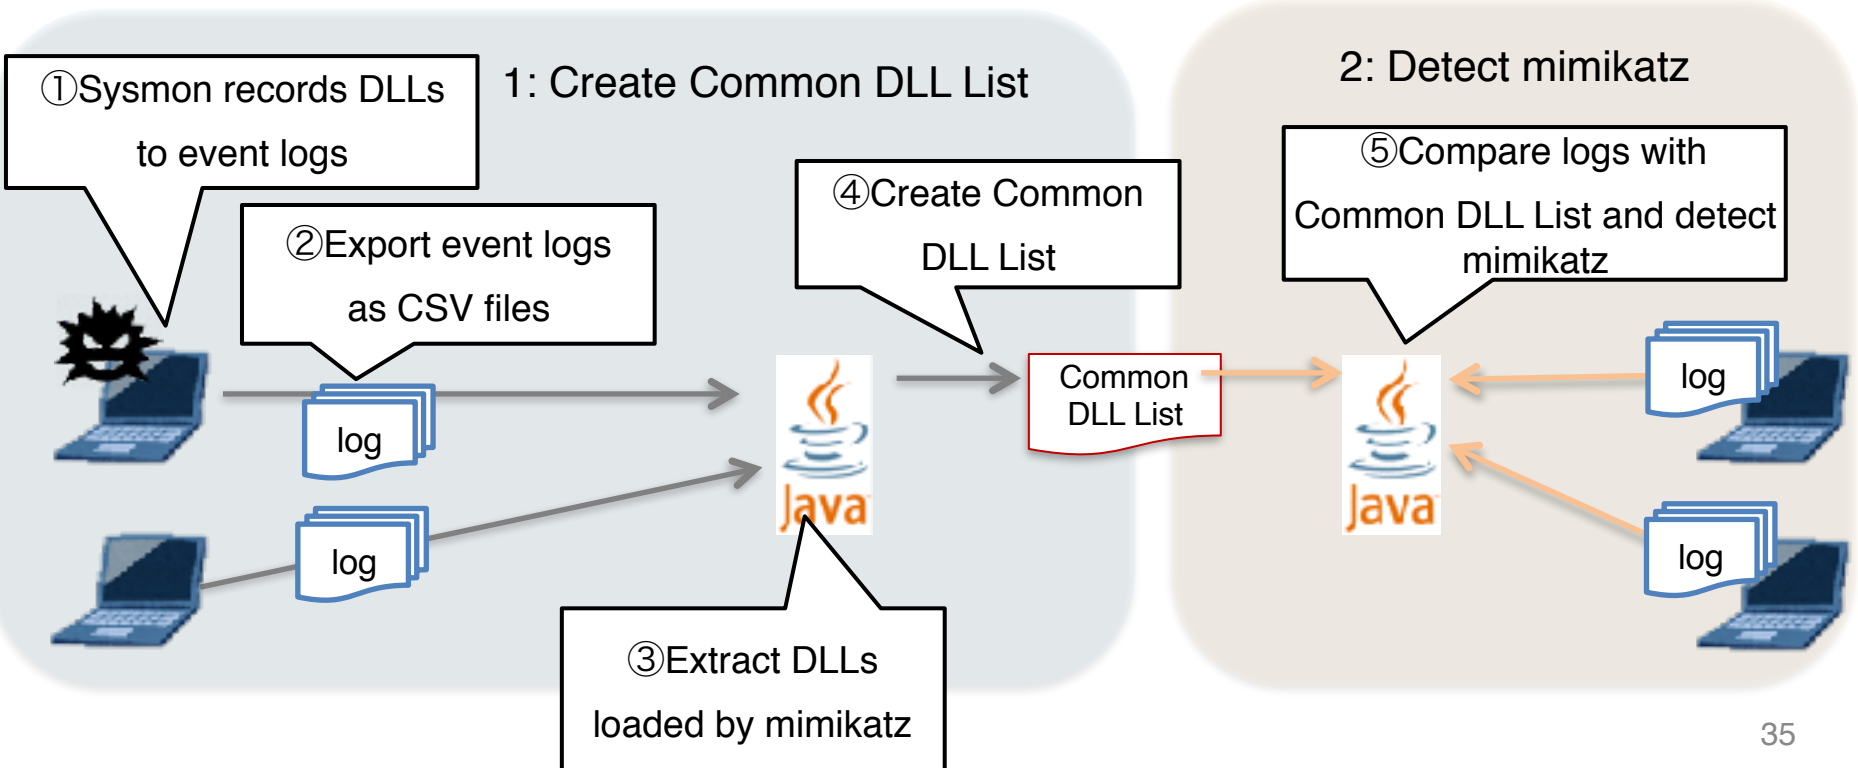 1: Create Common DLL List
①Sysmon records DLLs
to event logs
②Export event logs
as CSV files
log
log
Java
③Extract DLLs
loaded by mimikatz
④Create Common
DLL List
Common
DLL List
2: Detect mimikatz
⑤Compare logs with
Common DLL List and detect
mimikatz
Java
log
log
35